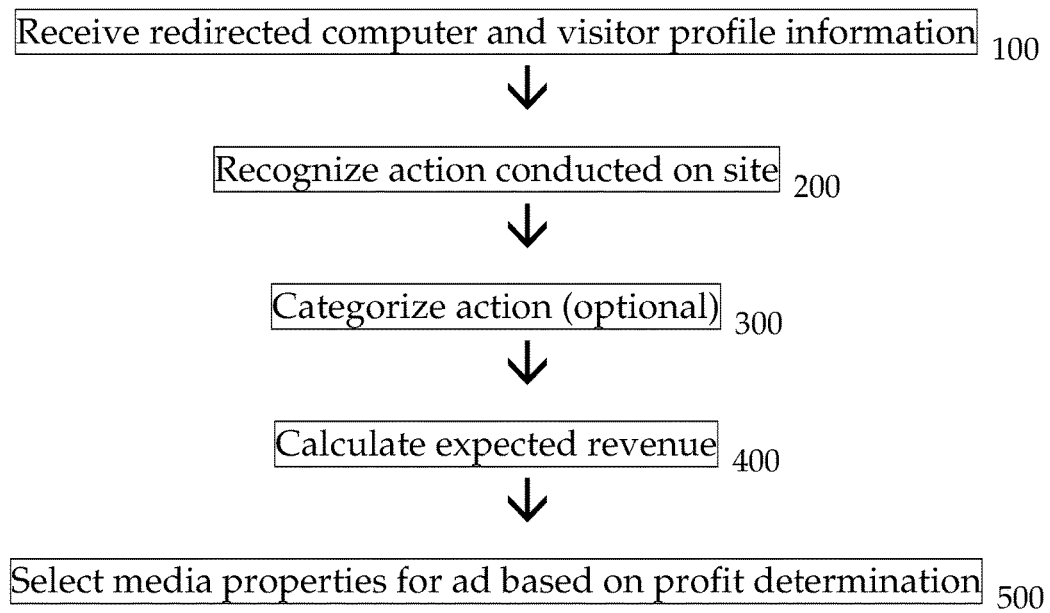 Receive redirected computer and visitor profile information 100
Recognize action conducted on site 200
Categorize action (optional) 300
Calculate expected revenue 400
Select media properties for ad based on profit determination 500